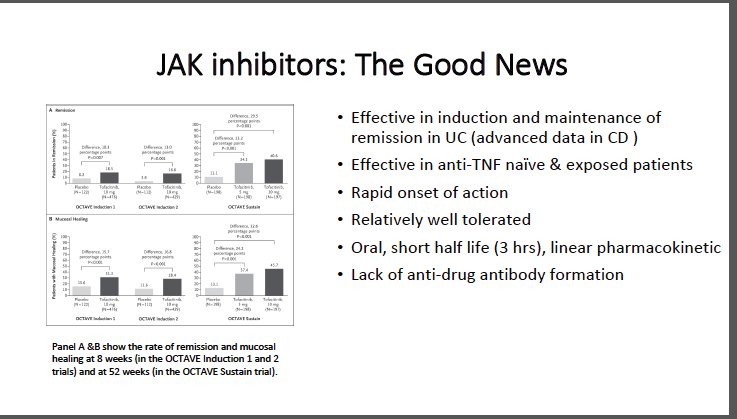 JAK inhibitors: The Good News
A Remission
Patients in Remission (%)
Difference, 10.3
percentage points
P=0.007
8.2
18.5
Placebo
(N=122)
Tofacitinib,
10 mg
(N=476)
OCTAVE Induction 1
Difference, 13.0
percentage points
P<0.001
3.6
16.6
Placebo
(N=112)
Tofacitinib,
10 mg
(N=429)
OCTAVE Induction 2
Difference, 29.5
percentage points
P<0.001
Difference, 23.2
percentage points
P<0.001
11.1
34.3
40.6
Placebo
(N=198)
Tofacitinib,
5 mg
(N=198)
Tofacitinib,
10 mg
(N=197)
OCTAVE Sustain
B Mucosal Healing
Patients with Mucosal Healing (%)
Difference, 15.7
percentage points
P<0.001
15.6
31.3
Placebo
(N=122)
Tofacitinib,
10 mg
(N=476)
OCTAVE Induction 1
Difference, 16.8
percentage points
P<0.001
11.6
28.4
Placebo
(N=112)
Tofacitinib,
10 mg
(N=429)
OCTAVE Induction 2
Difference, 32.6
percentage points
P<0.001
Difference, 24.2
percentage points
P<0.001
13.1
37.4
45.7
Placebo
(N=198)
Tofacitinib,
5 mg
(N=198)
Tofacitinib,
10 mg
(N=197)
OCTAVE Sustain
Panel A &B show the rate of remission and mucosal
healing at 8 weeks (in the OCTAVE Induction 1 and 2
trials) and at 52 weeks (in the OCTAVE Sustain trial).
• Effective in induction and maintenance of
remission in UC (advanced data in CD )
• Effective in anti-TNF naïve & exposed patients
• Rapid onset of action
• Relatively well tolerated
• Oral, short half life (3 hrs), linear pharmacokinetic
• Lack of anti-drug antibody formation